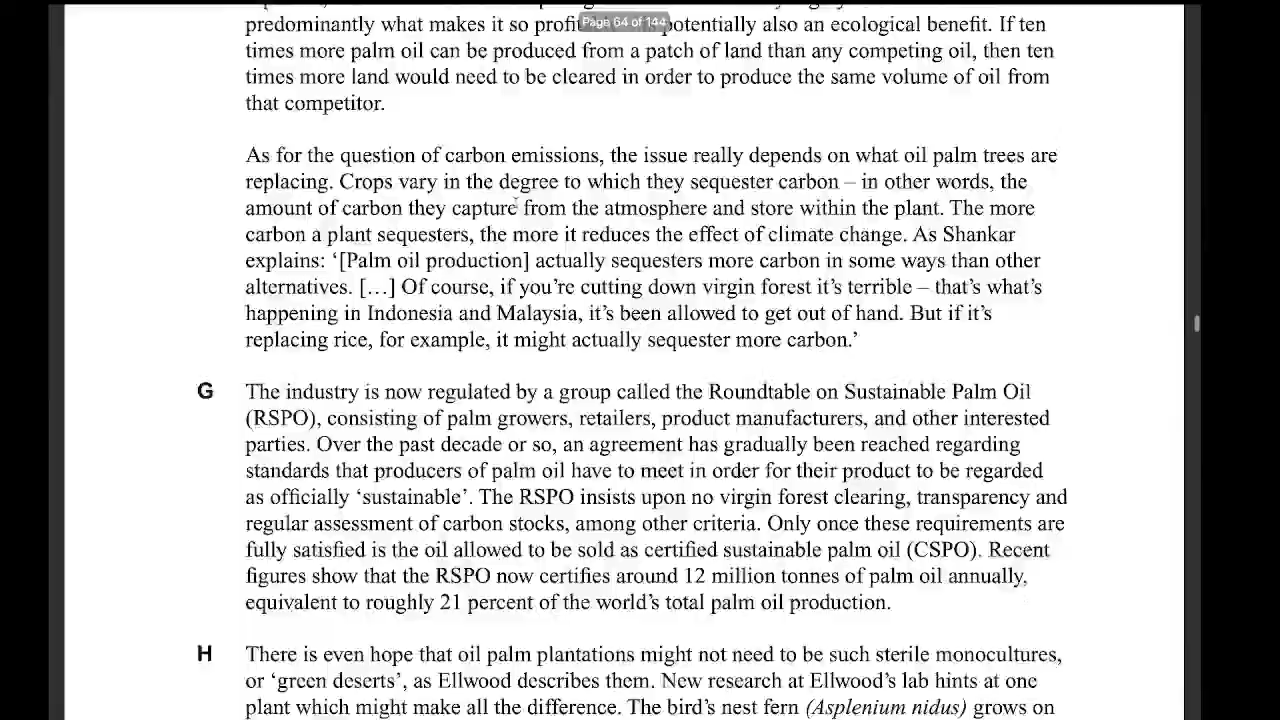 predominantly what makes it so potentially also an ecological benefit. If ten
Page 64 of 144
times more palm oil can be produced from a patch of land than any competing oil, then ten
times more land would need to be cleared in order to produce the same volume of oil from
that competitor.
As for the question of carbon emissions, the issue really depends on what oil palm trees are
replacing. Crops vary in the degree to which they sequester carbon – in other words, the
amount of carbon they capture from the atmosphere and store within the plant. The more
carbon a plant sequesters, the more it reduces the effect of climate change. As Shankar
explains: ‘[Palm oil production] actually sequesters more carbon in some ways than other
alternatives. […] Of course, if you’re cutting down virgin forest it’s terrible – that’s what’s
happening in Indonesia and Malaysia, it’s been allowed to get out of hand. But if it’s
replacing rice, for example, it might actually sequester more carbon.’
G The industry is now regulated by a group called the Roundtable on Sustainable Palm Oil
(RSPO), consisting of palm growers, retailers, product manufacturers, and other interested
parties. Over the past decade or so, an agreement has gradually been reached regarding
standards that producers of palm oil have to meet in order for their product to be regarded
as officially ‘sustainable’. The RSPO insists upon no virgin forest clearing, transparency and
regular assessment of carbon stocks, among other criteria. Only once these requirements are
fully satisfied is the oil allowed to be sold as certified sustainable palm oil (CSPO). Recent
figures show that the RSPO now certifies around 12 million tonnes of palm oil annually,
equivalent to roughly 21 percent of the world’s total palm oil production.
H There is even hope that oil palm plantations might not need to be such sterile monocultures,
or ‘green deserts’, as Ellwood describes them. New research at Ellwood’s lab hints at one
plant which might make all the difference. The bird’s nest fern (Asplenium nidus) grows on